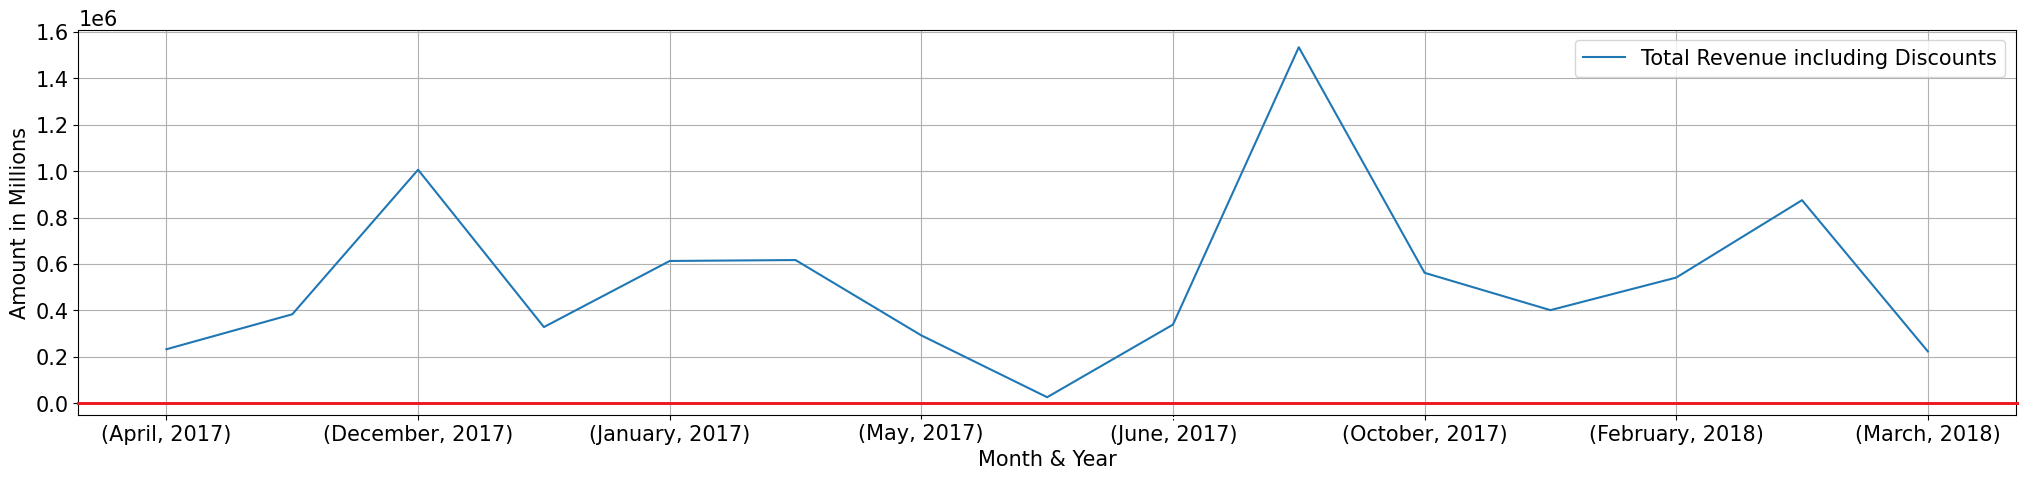 1e6
1.6
1.4
1.2
1.0
0.8
0.6
0.4
0.2
0.0
Amount in Millions
Total Revenue including Discounts
(April, 2017) (December, 2017) (January, 2017) (May, 2017) (June, 2017) (October, 2017) (February, 2018) (March, 2018)
Month & Year